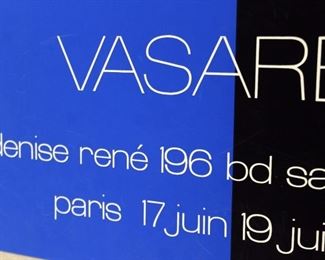 VASARE
denise rené 196 bd sa
paris 17 juin 19 jui